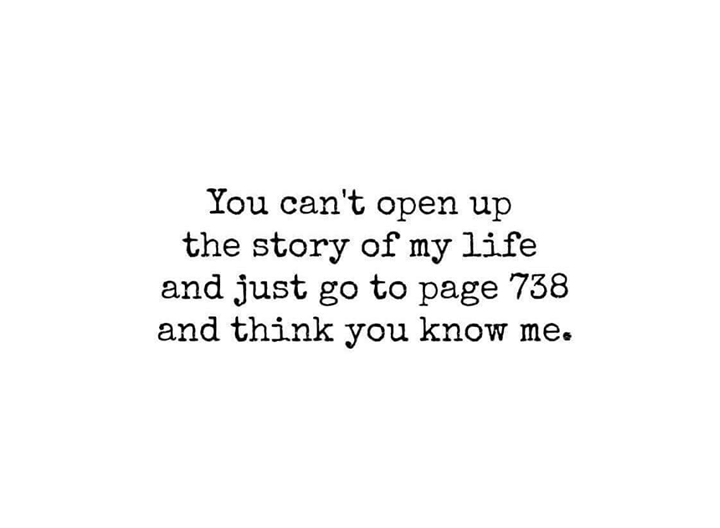 You can't open up
the story of my life
and just go to page 738
and think you know me.